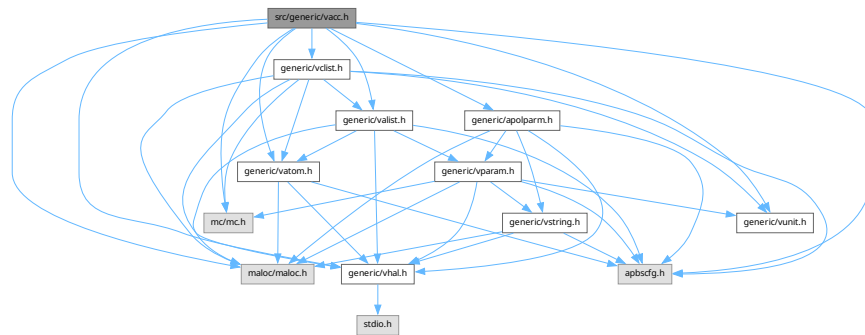 src/generic/vacc.h
generic/vclist.h
generic/valist.h
generic/apolparm.h
generic/vatom.h
generic/vparam.h
mc/mc.h
generic/vstring.h
generic/vunit.h
maloc/maloc.h
generic/vhal.h
apbscfg.h
stdio.h